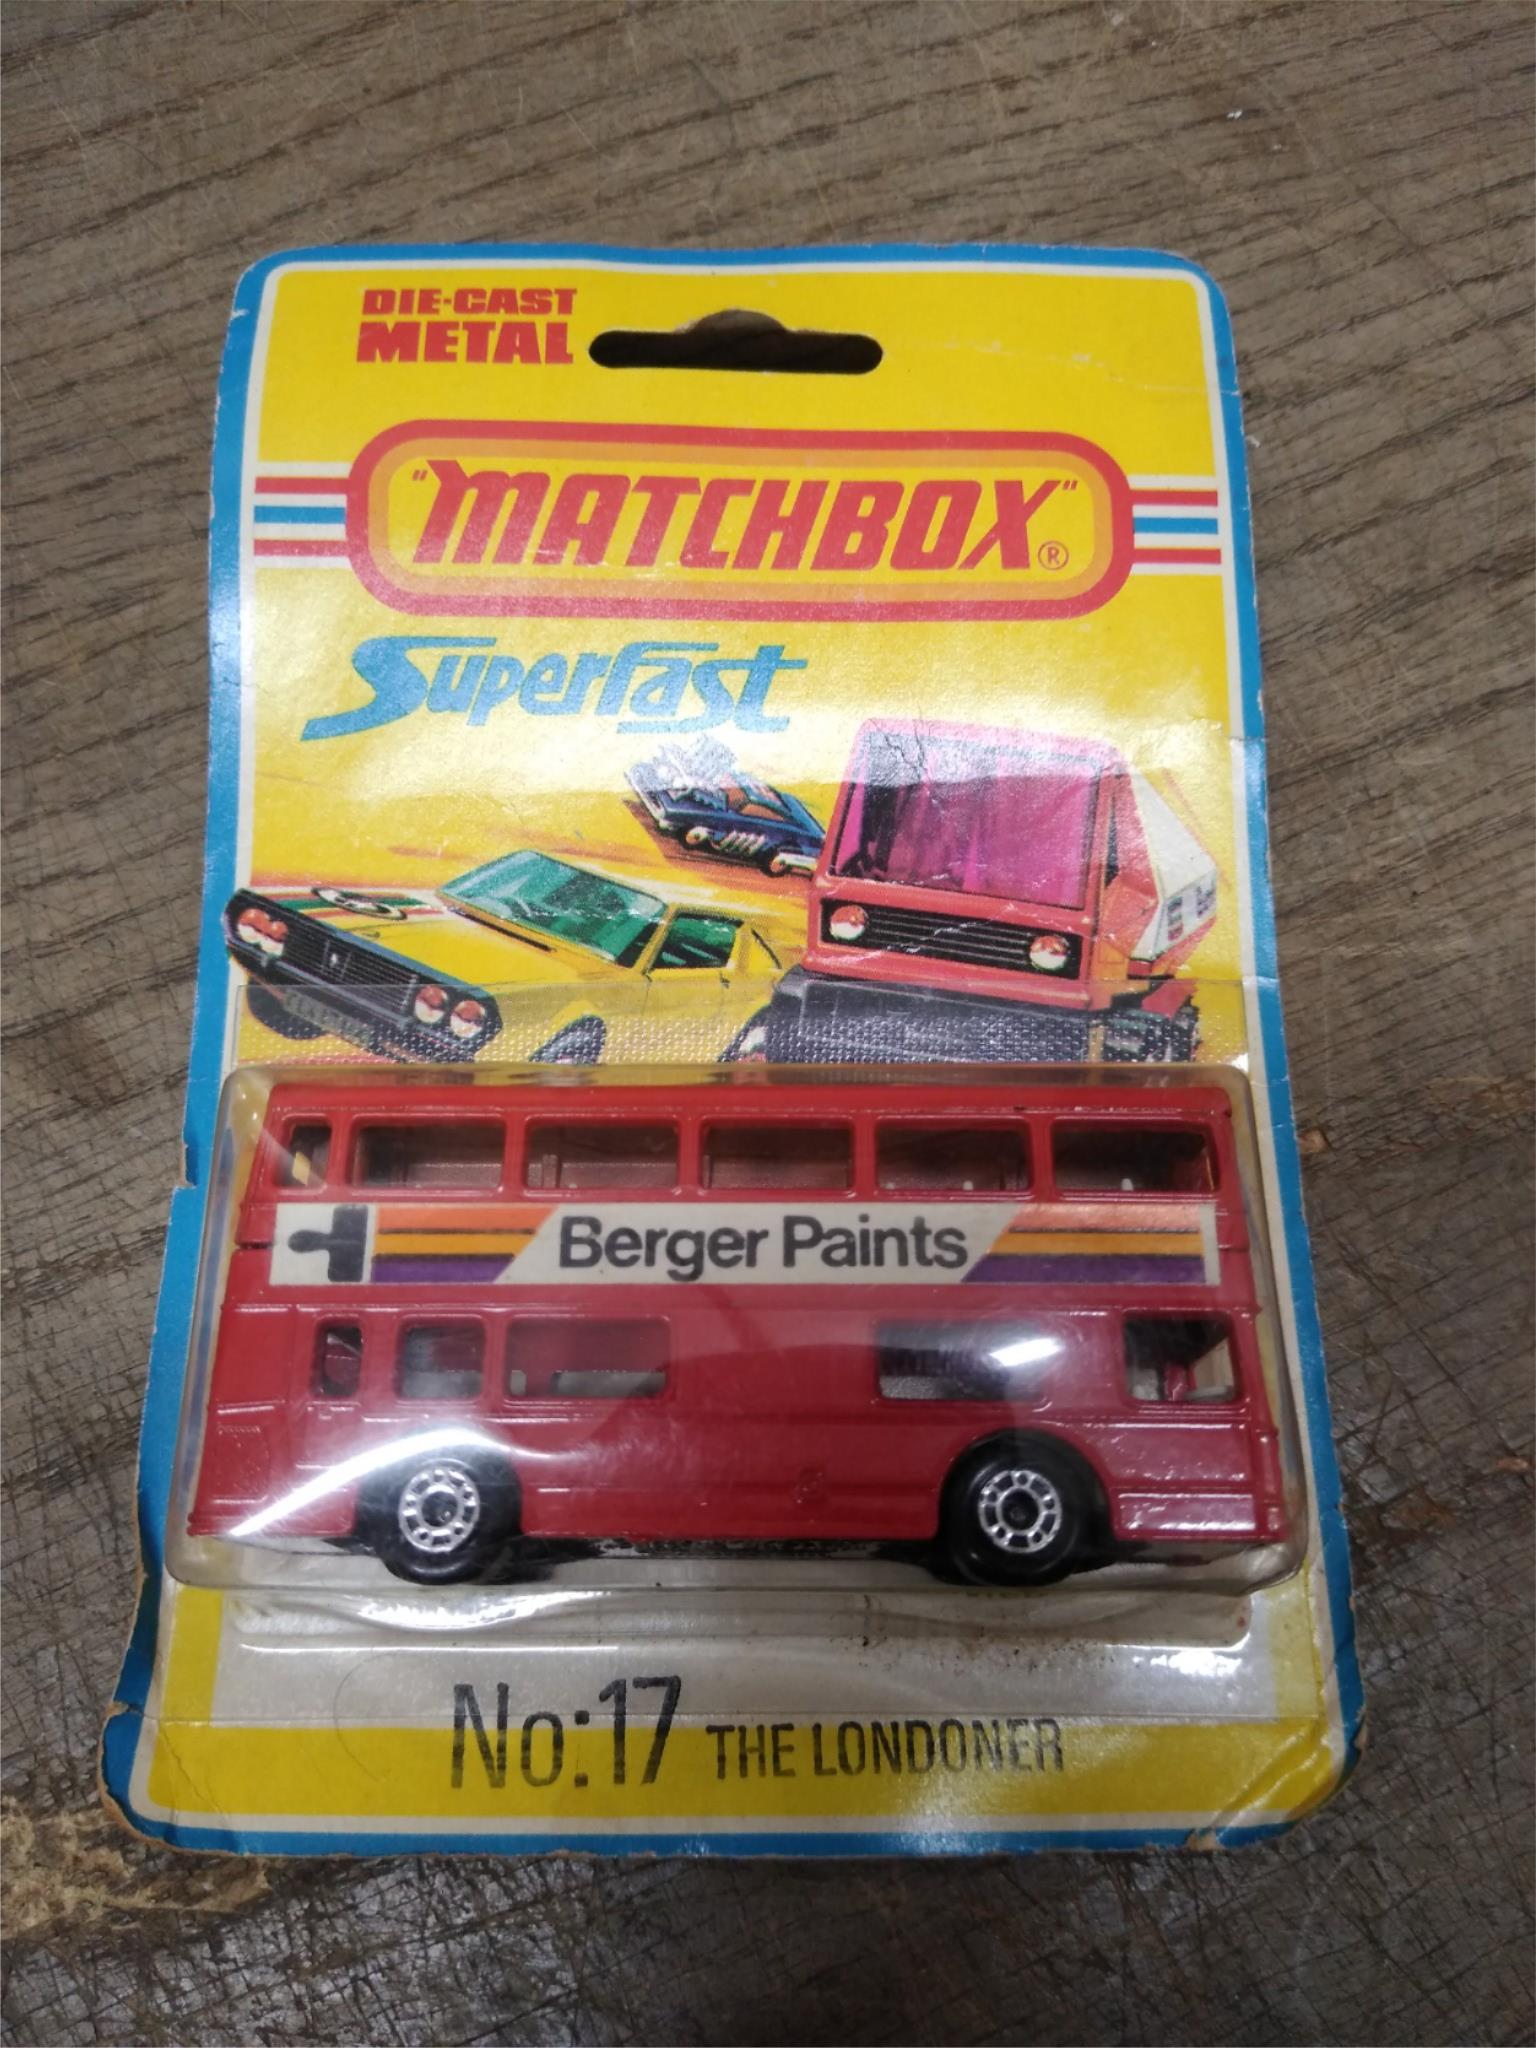 DIE-CAST
METAL
"MATCHBOX"®
Superfast
Berger Paints
No:17 THE LONDONER